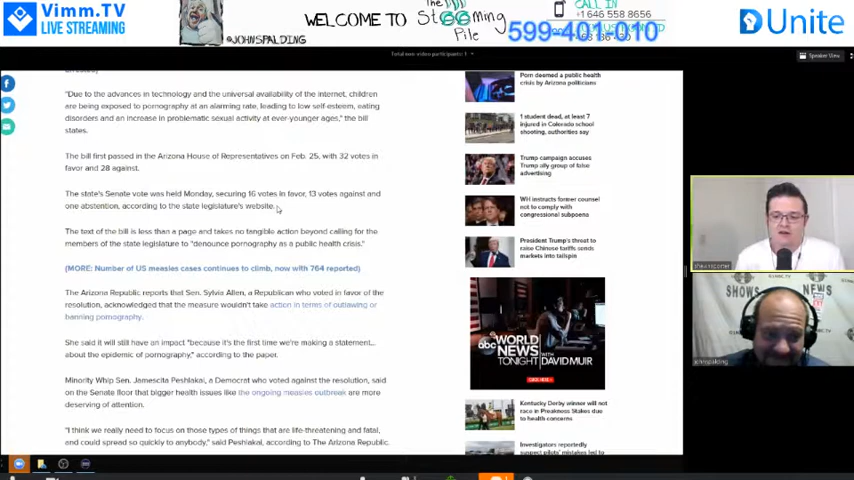 Vimm.TV
LIVE STREAMING
@JOHNSPALDING
WELCOME TO
The
Steeming
Pile
CALL IN
+1 646 558 8656
599-401-010
Unite
Speaker View
"Due to the advances in technology and the universal availability of the internet, children
are being exposed to pornography at an alarming rate, leading to low self-esteem, eating
disorders and an increase in problematic sexual activity at ever-younger ages," the bill
states.
The bill first passed in the Arizona House of Representatives on Feb. 25, with 32 votes in
favor and 28 against.
The state's Senate vote was held Monday, securing 16 votes in favor, 13 votes against and
one abstention, according to the state legislature's website.
The text of the bill is less than a page and takes no tangible action beyond calling for the
members of the state legislature to "denounce pornography as a public health crisis."
(MORE: Number of US measles cases continues to climb, now with 764 reported)
The Arizona Republic reports that Sen. Sylvia Allen, a Republican who voted in favor of the
resolution, acknowledged that the measure wouldn't take action in terms of outlawing or
banning pornography.
She said it will still have an impact "because it's the first time we're making a statement...
about the epidemic of pornography," according to the paper.
Minority Whip Sen. Jamescita Peshlakai, a Democrat who voted against the resolution, said
on the Senate floor that bigger health issues like the ongoing measles outbreak are more
deserving of attention.
"I think we really need to focus on those types of things that are life-threatening and fatal,
and could spread so quickly to anybody," said Peshlakai, according to The Arizona Republic.
Porn deemed a public health
crisis by Arizona politicians
1 student dead, at least 7
injured in Colorado school
shooting, authorities say
Trump campaign accuses
Trump ally group of false
advertising
WH instructs former counsel
not to comply with
congressional subpoena
President Trump's threat to
raise Chinese tariffs sends
markets into tailspin
abc WORLD
NEWS
TONIGHT WITH
DAVID MUIR
Kentucky Derby winner will not
race in Preakness Stakes due
to health concerns
Investigators reportedly
suspect pilots' mistakes led to
SHOWS
johnspalding